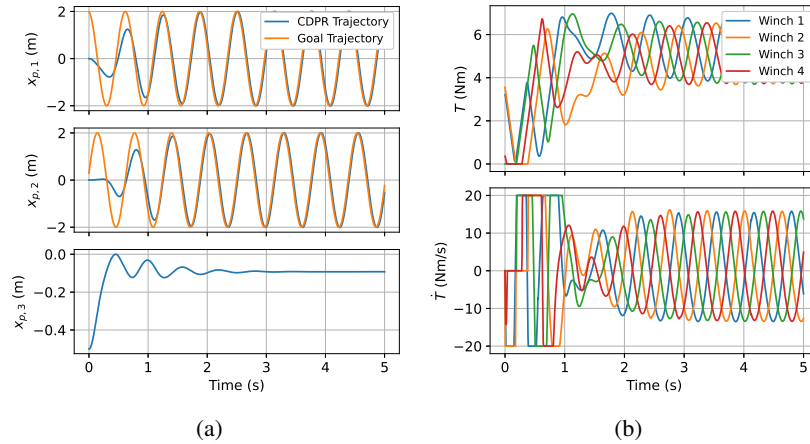 CDPR Trajectory
Goal Trajectory
x_{p,1} (m)
2
0
−2
x_{p,2} (m)
2
0
−2
x_{p,3} (m)
0.0
−0.2
−0.4
0 1 2 3 4 5
Time (s)
(a)
Winch 1
Winch 2
Winch 3
Winch 4
T (Nm)
6
4
2
0
Ṫ (Nm/s)
20
10
0
−10
−20
0 1 2 3 4 5
Time (s)
(b)